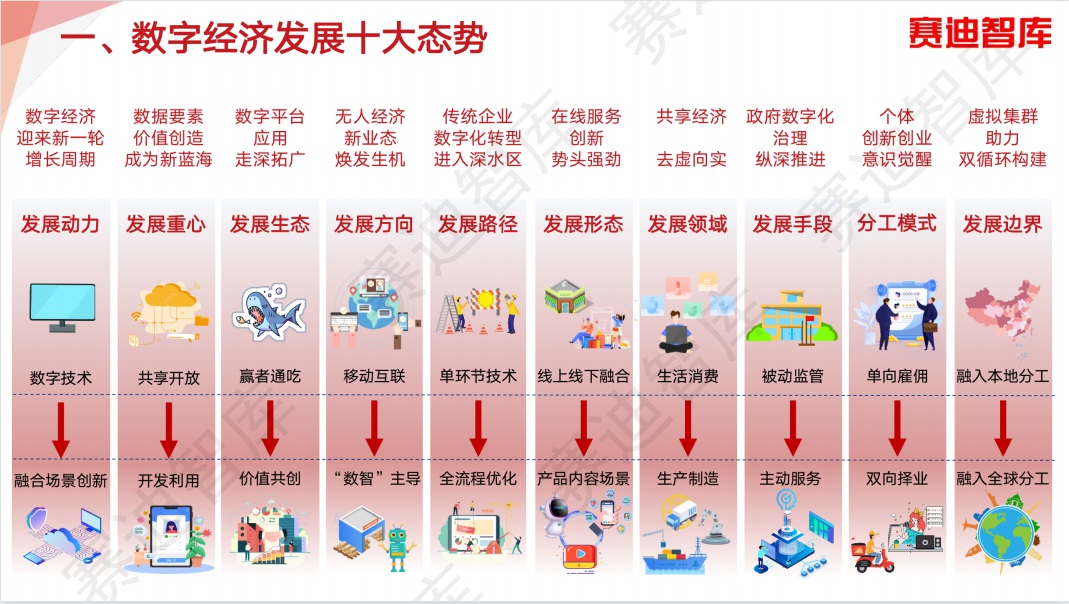 一、数字经济发展十大态势
赛迪智库
数字经济
迎来新一轮
增长周期
数据要素
价值创造
成为新蓝海
数字平台
应用
走深拓广
无人经济
新业态
焕发生机
传统企业
数字化转型
进入深水区
在线服务
创新
势头强劲
共享经济
去虚向实
政府数字化
治理
纵深推进
个体
创新创业
意识觉醒
虚拟集群
助力
双循环构建
发展动力
发展重心
发展生态
发展方向
发展路径
发展形态
发展领域
发展手段
分工模式
发展边界
数字技术
共享开放
赢者通吃
移动互联
单环节技术
线上线下融合
生活消费
被动监管
单向雇佣
融入本地分工
融合场景创新
开发利用
价值共创
“数智”主导
全流程优化
产品内容场景
生产制造
主动服务
双向择业
融入全球分工